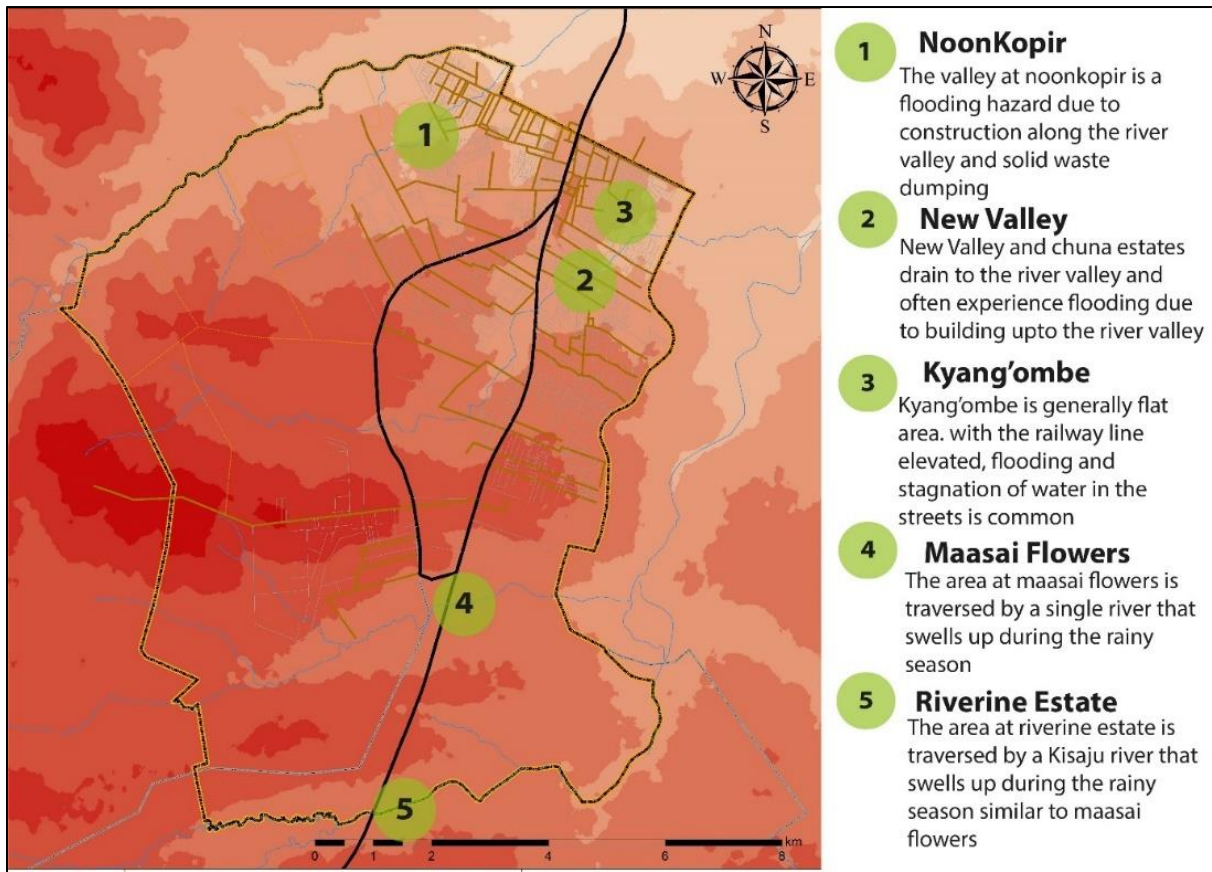 N
W E
S
1
3
2
4
5
0 1 2 4 6 8
km
1 NoonKopir
The valley at noonkopir is a
flooding hazard due to
construction along the river
valley and solid waste
dumping
2 New Valley
New Valley and chuna estates
drain to the river valley and
often experience flooding due
to building upto the river valley
3 Kyang'ombe
Kyang'ombe is generally flat
area. with the railway line
elevated, flooding and
stagnation of water in the
streets is common
4 Maasai Flowers
The area at maasai flowers is
traversed by a single river that
swells up during the rainy
season
5 Riverine Estate
The area at riverine estate is
traversed by a Kisaju river that
swells up during the rainy
season similar to maasai
flowers